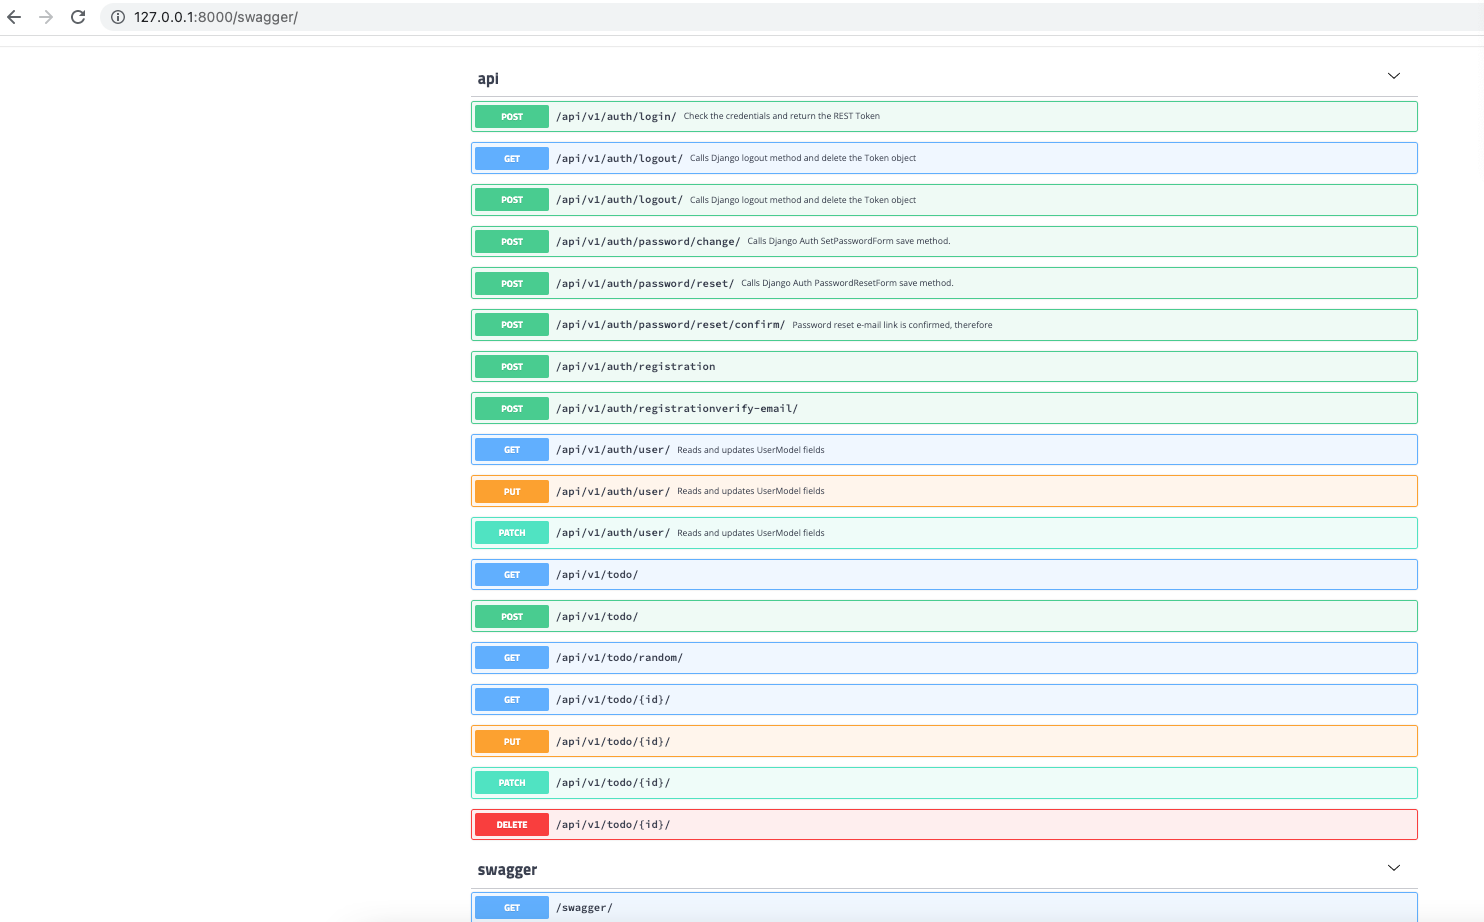 127.0.0.1:8000/swagger/
api
POST /api/v1/auth/login/ Check the credentials and return the REST Token
GET /api/v1/auth/logout/ Calls Django logout method and delete the Token object
POST /api/v1/auth/logout/ Calls Django logout method and delete the Token object
POST /api/v1/auth/password/change/ Calls Django Auth SetPasswordForm save method.
POST /api/v1/auth/password/reset/ Calls Django Auth PasswordResetForm save method.
POST /api/v1/auth/password/reset/confirm/ Password reset e-mail link is confirmed, therefore
POST /api/v1/auth/registration
POST /api/v1/auth/registrationverify-email/
GET /api/v1/auth/user/ Reads and updates UserModel fields
PUT /api/v1/auth/user/ Reads and updates UserModel fields
PATCH /api/v1/auth/user/ Reads and updates UserModel fields
GET /api/v1/todo/
POST /api/v1/todo/
GET /api/v1/todo/random/
GET /api/v1/todo/{id}/
PUT /api/v1/todo/{id}/
PATCH /api/v1/todo/{id}/
DELETE /api/v1/todo/{id}/
swagger
GET /swagger/